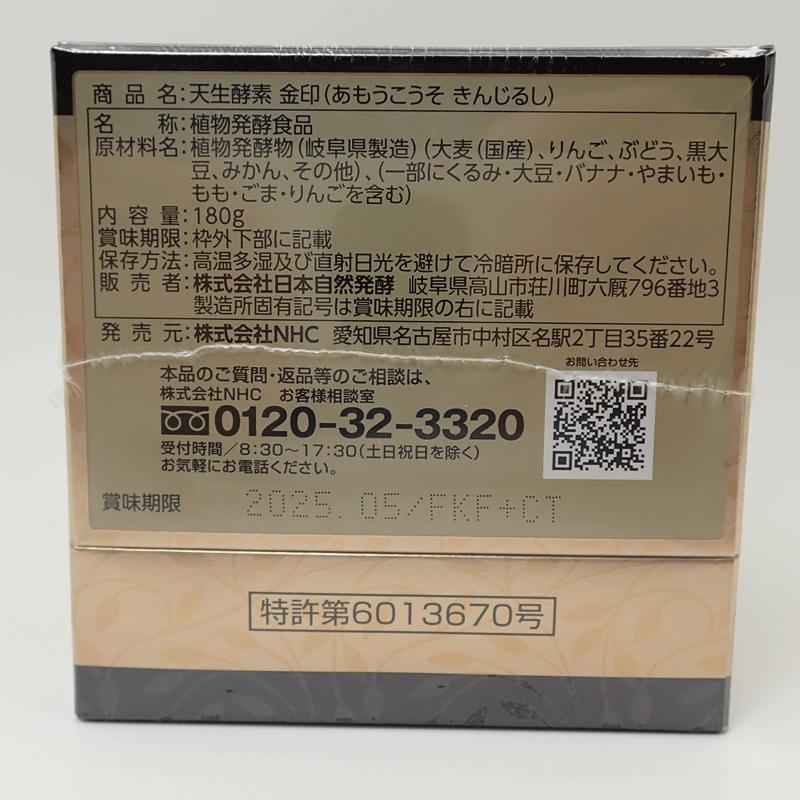 商品名:天生酵素 金印(あもうこうそ きんじるし)
名称:植物発酵食品
原材料名:植物発酵物(岐阜県製造)(大麦(国産)、りんご、ぶどう、黒大
豆、みかん、その他)、(一部にくるみ・大豆・バナナ・やまいも・
もも・ごま・りんごを含む)
内容量:180g
賞味期限:枠外下部に記載
保存方法:高温多湿及び直射日光を避けて冷暗所に保存してください。
販売者:株式会社日本自然発酵 岐阜県高山市荘川町六厩796番地3
製造所固有記号は賞味期限の右に記載
発売元:株式会社NHC 愛知県名古屋市中村区名駅2丁目35番22号
お問い合わせ先
本品のご質問・返品等のご相談は、
株式会社NHC お客様相談室
0120-32-3320
受付時間/8:30~17:30(土日祝日を除く)
お気軽にお電話ください。
賞味期限 2025.05/FKF+CT
特許第6013670号